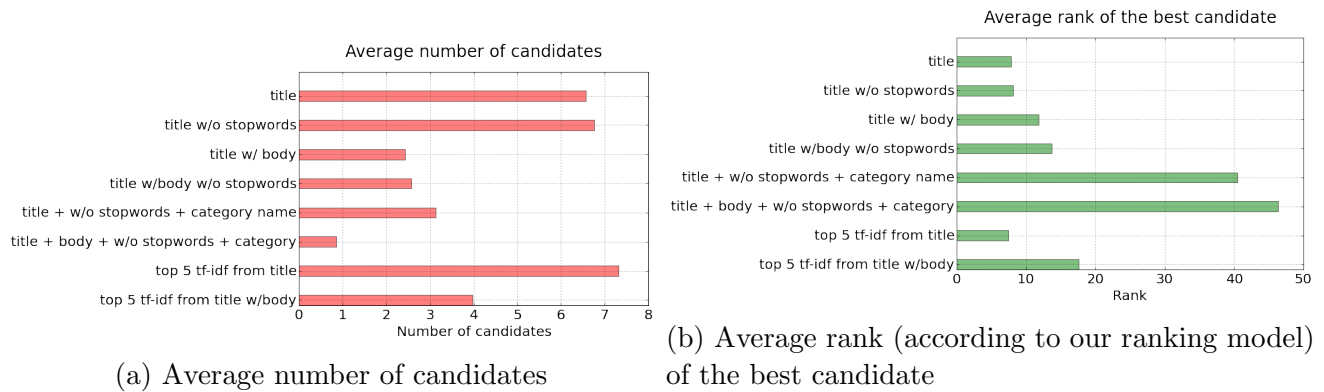 Average number of candidates
title
title w/o stopwords
title w/ body
title w/body w/o stopwords
title + w/o stopwords + category name
title + body + w/o stopwords + category
top 5 tf-idf from title
top 5 tf-idf from title w/body
0 1 2 3 4 5 6 7 8
Number of candidates
(a) Average number of candidates
Average rank of the best candidate
title
title w/o stopwords
title w/ body
title w/body w/o stopwords
title + w/o stopwords + category name
title + body + w/o stopwords + category
top 5 tf-idf from title
top 5 tf-idf from title w/body
0 10 20 30 40 50
Rank
(b) Average rank (according to our ranking model)
of the best candidate